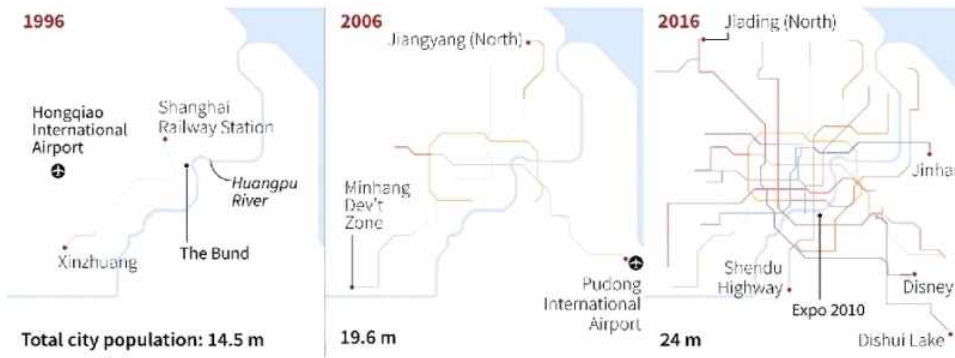 1996
Hongqiao
International
Airport
Shanghai
Railway Station
Huangpu
River
Xinzhuang
The Bund
Total city population: 14.5 m
2006
Jiangyang (North)
Minhang
Dev't
Zone
Pudong
International
Airport
19.6 m
2016
Jiading (North)
Jinhai
Shendu
Highway
Disney
Expo 2010
Dishui Lake
24 m